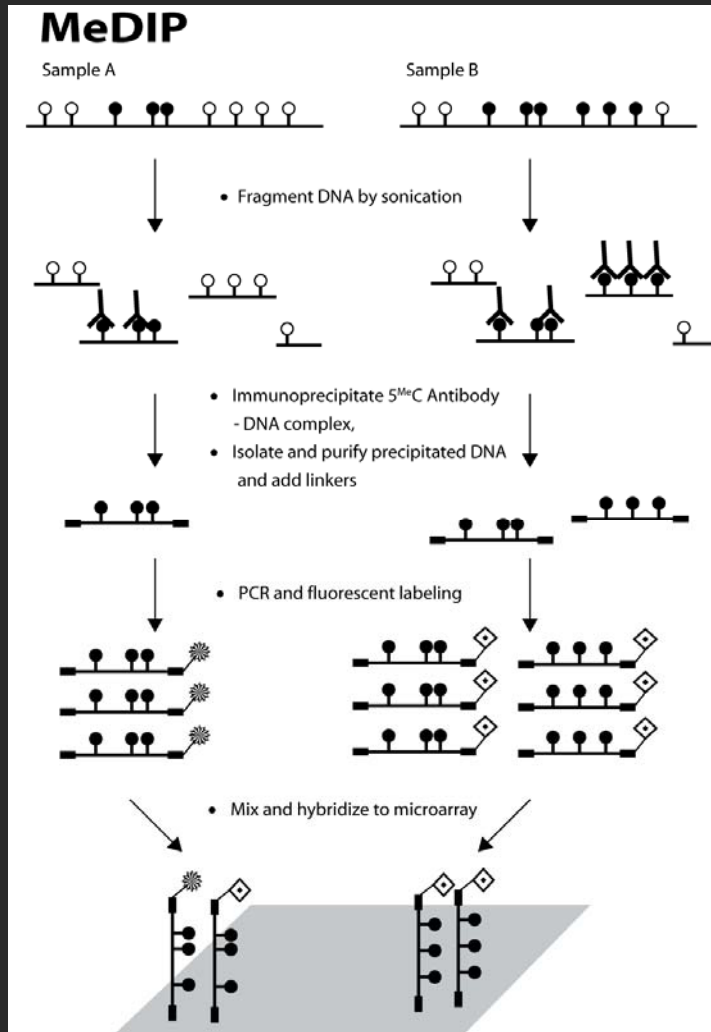 MeDIP
Sample A
Sample B
• Fragment DNA by sonication
• Immunoprecipitate 5ᴹᵉC Antibody
- DNA complex,
• Isolate and purify precipitated DNA
and add linkers
• PCR and fluorescent labeling
• Mix and hybridize to microarray